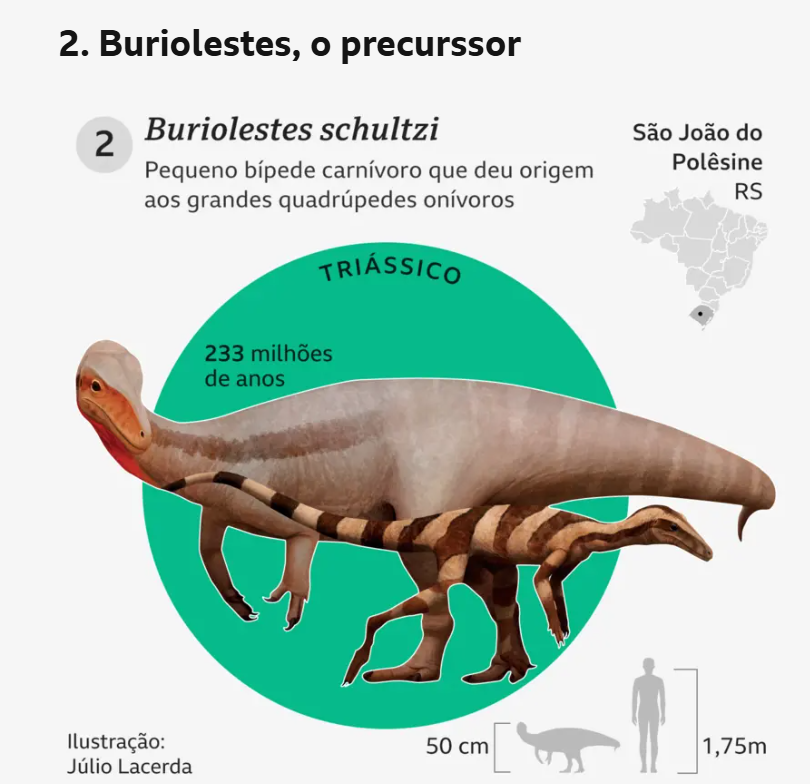 2. Buriolestes, o precurssor
2
Buriolestes schultzi
Pequeno bípede carnívoro que deu origem
aos grandes quadrúpedes onívoros
São João do
Polêsine
RS
TRIÁSSICO
233 milhões
de anos
Ilustração:
Júlio Lacerda
50 cm
1,75m